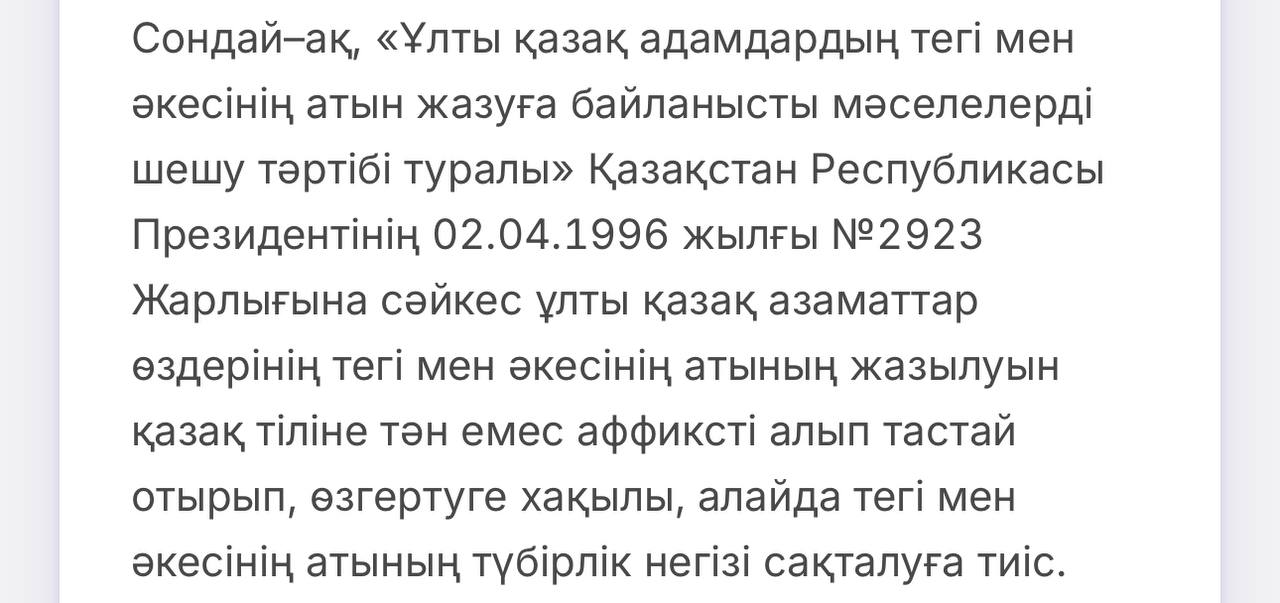 Сондай–ақ, «Ұлты қазақ адамдардың тегі мен
әкесінің атын жазуға байланысты мәселелерді
шешу тәртібі туралы» Қазақстан Республикасы
Президентінің 02.04.1996 жылғы №2923
Жарлығына сәйкес ұлты қазақ азаматтар
өздерінің тегі мен әкесінің атының жазылуын
қазақ тіліне тән емес аффиксті алып тастай
отырып, өзгертуге хақылы, алайда тегі мен
әкесінің атының түбірлік негізі сақталуға тиіс.